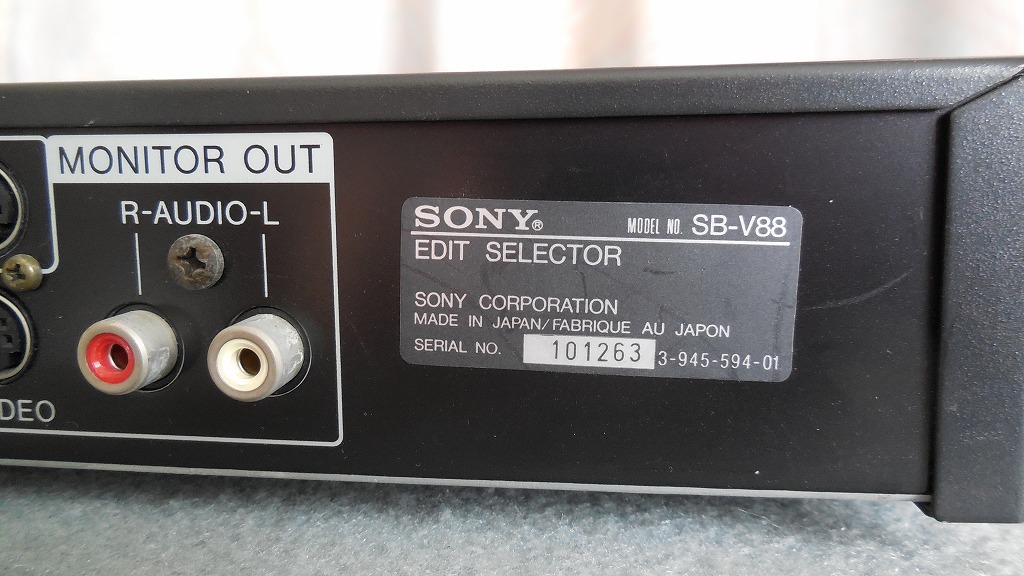 MONITOR OUT
R-AUDIO-L
SONY® MODEL NO. SB-V88
EDIT SELECTOR
SONY CORPORATION
MADE IN JAPAN/FABRIQUE AU JAPON
SERIAL NO. 101263 3-945-594-01
DEO